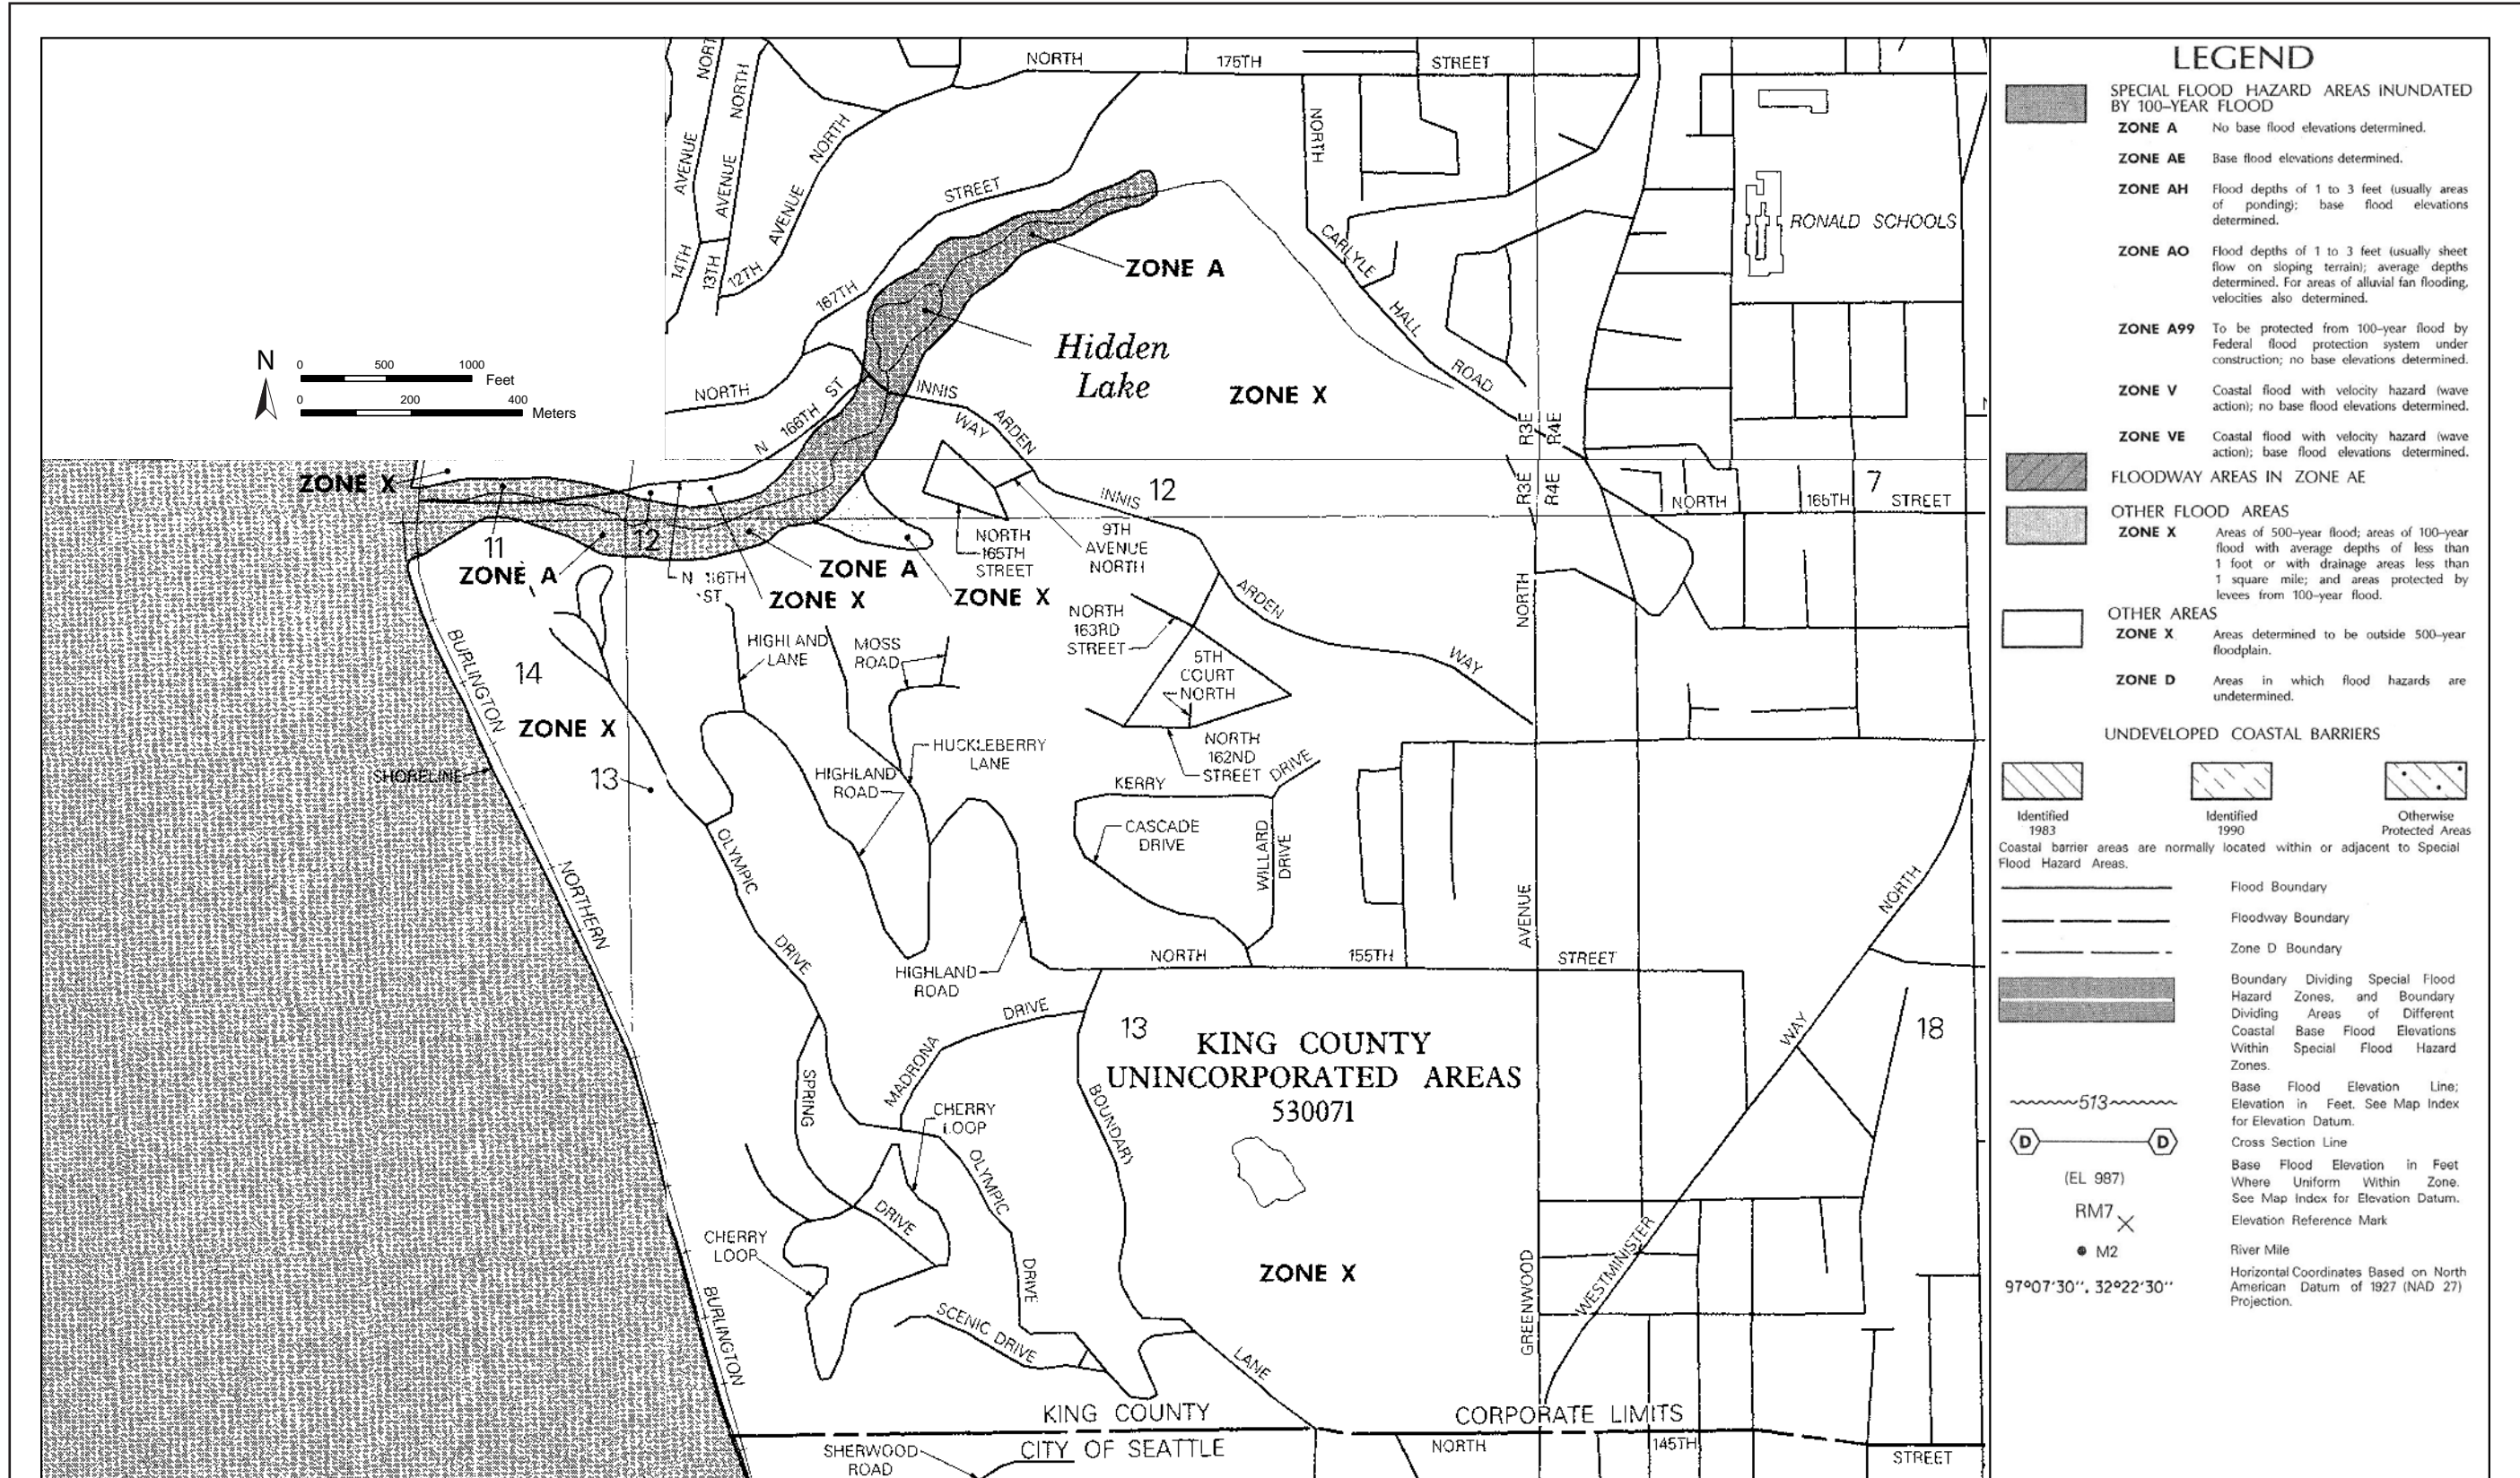 NORTH 175TH STREET
NORT
14TH AVENUE
13TH AVENUE NORTH
12TH AVENUE NORTH
NORTH 167TH STREET
NORTH
CARLYLE HALL ROAD
RONALD SCHOOLS
ZONE A
Hidden
Lake
ZONE X
N
0 500 1000
Feet
0 200 400
Meters
N 166TH ST
INNIS
ARDEN
WAY
R3E R4E
R3E R4E
ZONE X
12
INNIS
ARDEN
WAY
7
NORTH 165TH STREET
11
12
ZONE A
ZONE A
ZONE X
ZONE X
ST
NORTH
165TH
STREET
9TH
AVENUE
NORTH
NORTH
163RD
STREET
5TH
COURT
NORTH
NORTH
162ND
STREET
HIGHLAND
LANE
MOSS
ROAD
14
ZONE X
SHORELINE
13
BURLINGTON
NORTHERN
HUCKLEBERRY
LANE
HIGHLAND
ROAD
KERRY DRIVE
CASCADE
DRIVE
WILLARD
DRIVE
OLYMPIC
DRIVE
HIGHLAND
ROAD
NORTH 155TH STREET
NORTH
AVENUE
GREENWOOD
WESTMINISTER
WAY
NORTH
18
MADRONA DRIVE
SPRING
DRIVE
CHERRY
LOOP
CHERRY
LOOP
OLYMPIC
DRIVE
SCENIC DRIVE
13
KING COUNTY
UNINCORPORATED AREAS
530071
BOUNDARY
LANE
ZONE X
BURLINGTON
KING COUNTY CORPORATE LIMITS
CITY OF SEATTLE
SHERWOOD
ROAD
NORTH 145TH STREET
LEGEND
SPECIAL FLOOD HAZARD AREAS INUNDATED
BY 100–YEAR FLOOD
ZONE A No base flood elevations determined.
ZONE AE Base flood elevations determined.
ZONE AH Flood depths of 1 to 3 feet (usually areas
of ponding); base flood elevations
determined.
ZONE AO Flood depths of 1 to 3 feet (usually sheet
flow on sloping terrain); average depths
determined. For areas of alluvial fan flooding,
velocities also determined.
ZONE A99 To be protected from 100–year flood by
Federal flood protection system under
construction; no base elevations determined.
ZONE V Coastal flood with velocity hazard (wave
action); no base flood elevations determined.
ZONE VE Coastal flood with velocity hazard (wave
action); base flood elevations determined.
FLOODWAY AREAS IN ZONE AE
OTHER FLOOD AREAS
ZONE X Areas of 500–year flood; areas of 100–year
flood with average depths of less than
1 foot or with drainage areas less than
1 square mile; and areas protected by
levees from 100–year flood.
OTHER AREAS
ZONE X Areas determined to be outside 500–year
floodplain.
ZONE D Areas in which flood hazards are
undetermined.
UNDEVELOPED COASTAL BARRIERS
Identified
1983
Identified
1990
Otherwise
Protected Areas
Coastal barrier areas are normally located within or adjacent to Special
Flood Hazard Areas.
Flood Boundary
Floodway Boundary
Zone D Boundary
Boundary Dividing Special Flood
Hazard Zones, and Boundary
Dividing Areas of Different
Coastal Base Flood Elevations
Within Special Flood Hazard
Zones.
513
Base Flood Elevation Line;
Elevation in Feet. See Map Index
for Elevation Datum.
D D
Cross Section Line
(EL 987)
Base Flood Elevation in Feet
Where Uniform Within Zone.
See Map Index for Elevation Datum.
RM7
Elevation Reference Mark
M2
River Mile
97°07'30'', 32°22'30''
Horizontal Coordinates Based on North
American Datum of 1927 (NAD 27)
Projection.